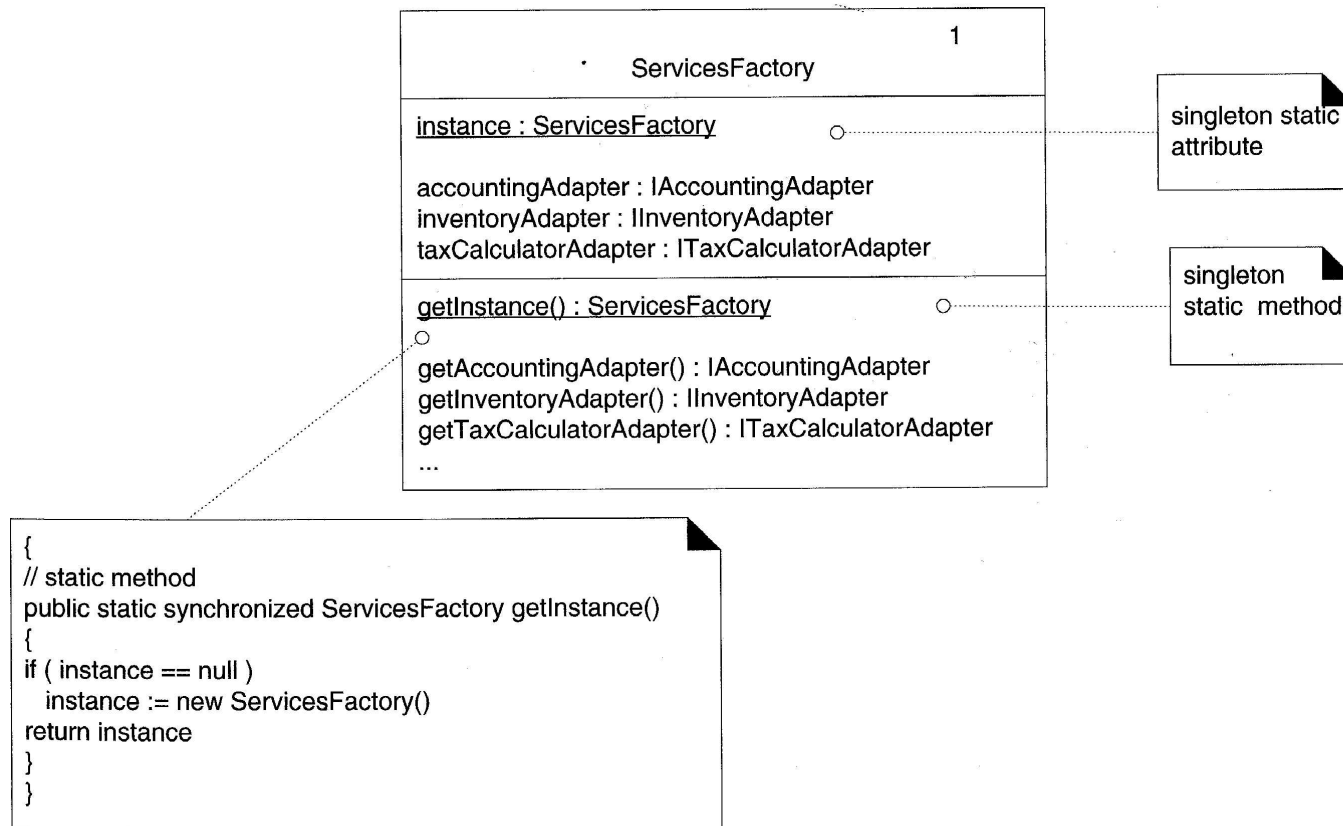 1
ServicesFactory
instance : ServicesFactory
accountingAdapter : IAccountingAdapter
inventoryAdapter : IInventoryAdapter
taxCalculatorAdapter : ITaxCalculatorAdapter
getInstance() : ServicesFactory
getAccountingAdapter() : IAccountingAdapter
getInventoryAdapter() : IInventoryAdapter
getTaxCalculatorAdapter() : ITaxCalculatorAdapter
...
singleton static
attribute
singleton
static method
{
// static method
public static synchronized ServicesFactory getInstance()
{
if ( instance == null )
instance := new ServicesFactory()
return instance
}
}